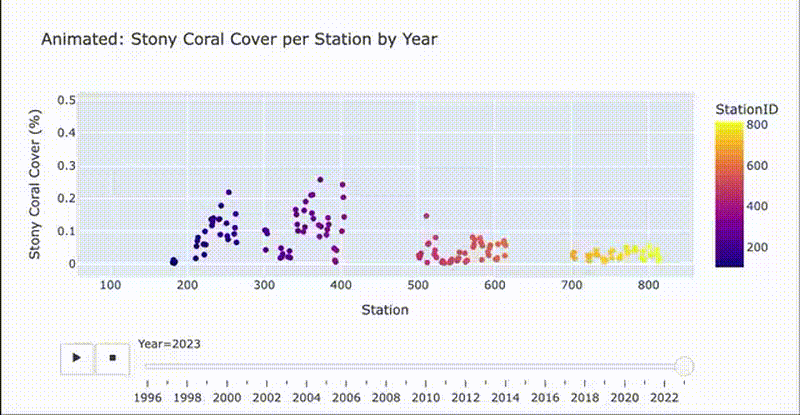 Animated: Stony Coral Cover per Station by Year
Stony Coral Cover (%)
0.5
0.4
0.3
0.2
0.1
0
100 200 300 400 500 600 700 800
Station
StationID
800
600
400
200
Year=2023
1996 1998 2000 2002 2004 2006 2008 2010 2012 2014 2016 2018 2020 2022